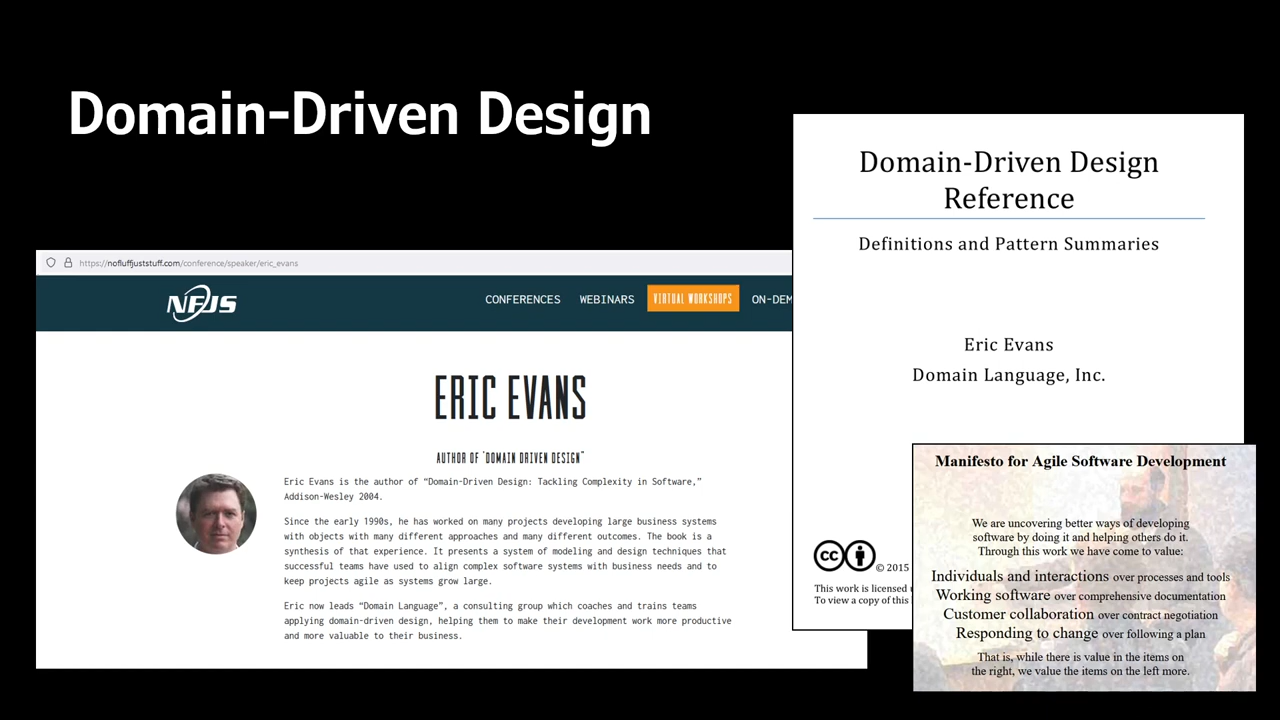 Domain-Driven Design
https://nofluffjuststuff.com/conference/speaker/eric_evans
NFJS
CONFERENCES WEBINARS VIRTUAL WORKSHOPS ON-DEM
ERIC EVANS
AUTHOR OF "DOMAIN DRIVEN DESIGN"
Eric Evans is the author of “Domain-Driven Design: Tackling Complexity in Software,”
Addison-Wesley 2004.
Since the early 1990s, he has worked on many projects developing large business systems
with objects with many different approaches and many different outcomes. The book is a
synthesis of that experience. It presents a system of modeling and design techniques that
successful teams have used to align complex software systems with business needs and to
keep projects agile as systems grow large.
Eric now leads “Domain Language”, a consulting group which coaches and trains teams
applying domain-driven design, helping them to make their development work more productive
and more valuable to their business.
Domain-Driven Design
Reference
Definitions and Pattern Summaries
Eric Evans
Domain Language, Inc.
cc
© 2015
This work is licensed
To view a copy of this
Manifesto for Agile Software Development
We are uncovering better ways of developing
software by doing it and helping others do it.
Through this work we have come to value:
Individuals and interactions over processes and tools
Working software over comprehensive documentation
Customer collaboration over contract negotiation
Responding to change over following a plan
That is, while there is value in the items on
the right, we value the items on the left more.